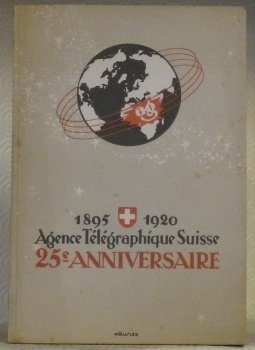 1895 1920
Agence Télégraphique Suisse
25e ANNIVERSAIRE